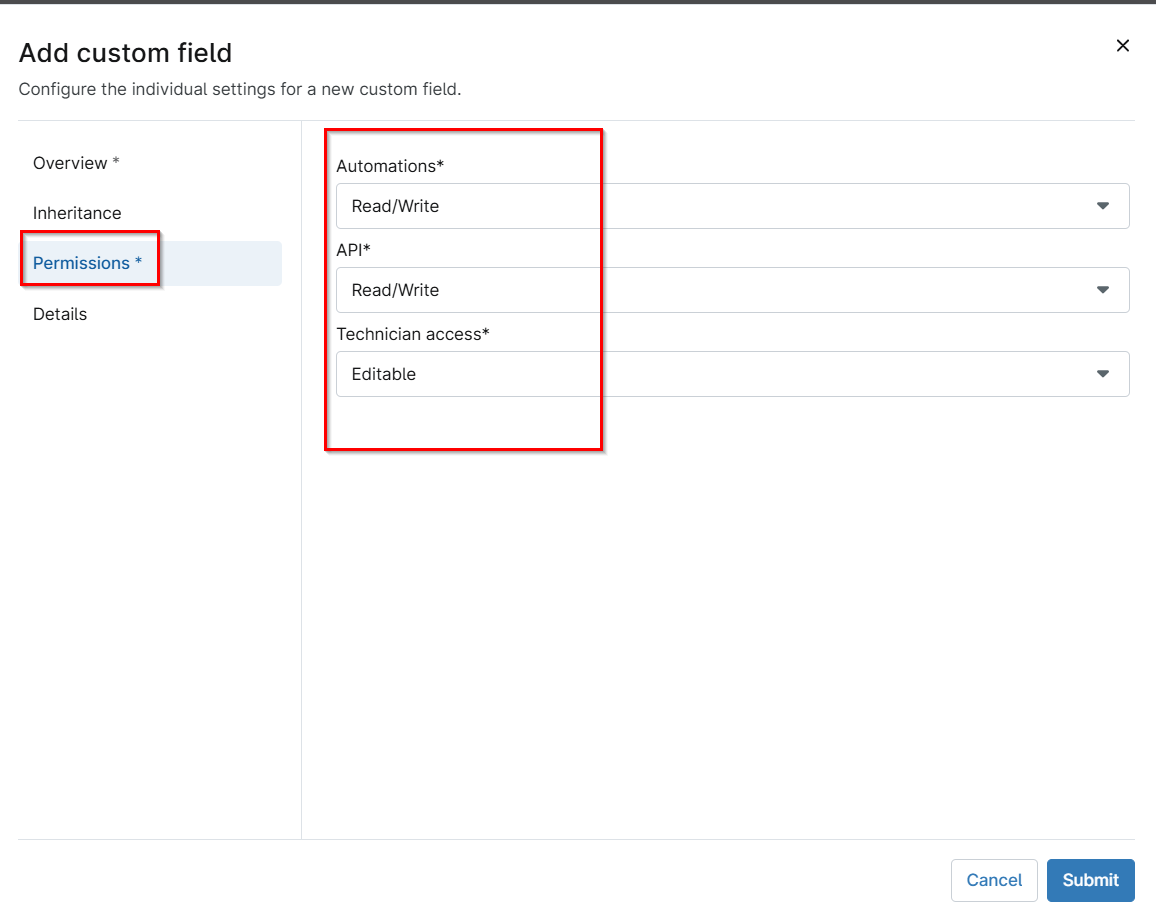 Add custom field
Configure the individual settings for a new custom field.
Overview *
Inheritance
Permissions *
Details
Automations*
Read/Write
API*
Read/Write
Technician access*
Editable
Cancel
Submit